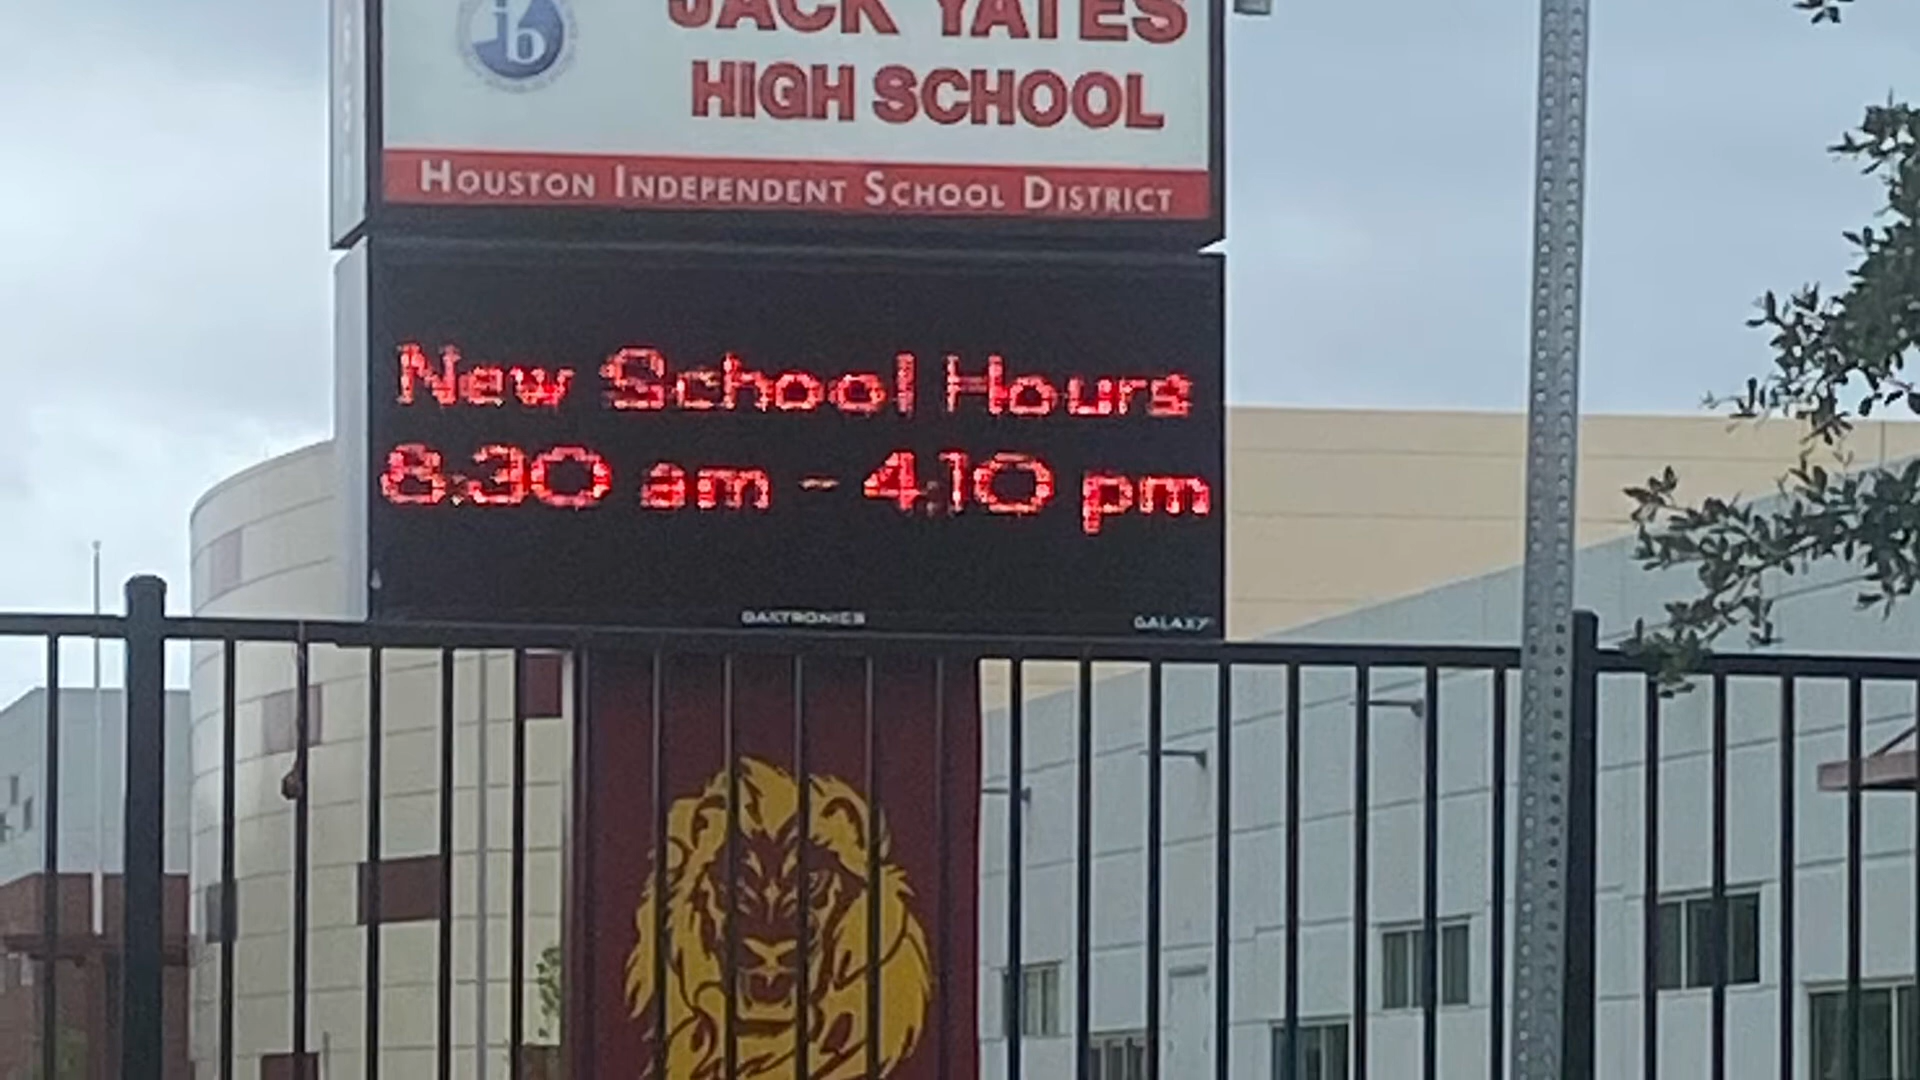 ib
JACK YATES
HIGH SCHOOL
HOUSTON INDEPENDENT SCHOOL DISTRICT
New School Hours
8:30 am - 4:10 pm
DAKTRONICS
GALAXY